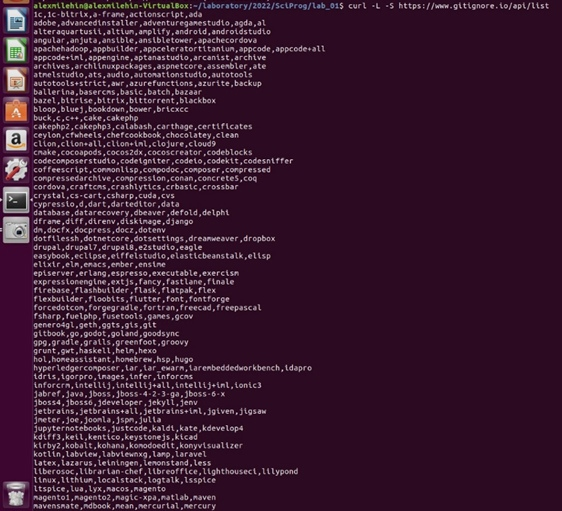 alexmilehin@alexmilehin-VirtualBox:~/laboratory/2022/SciProg/lab_01$ curl -L -S https://www.gitignore.io/api/list
1c,1c-bitrix,a-frame,actionscript,ada
adobe,advancedinstaller,adventuregamestudio,agda,al
alteraquartusii,altium,amplify,android,androidstudio
angular,anjuta,ansible,ansibletower,apachecordova
apachehadoop,appbuilder,appceleratortitanium,appcode,appcode+all
appcode+iml,appengine,aptanastudio,arcanist,archive
archives,archlinuxpackages,aspnetcore,assembler,ate
atmelstudio,ats,audio,automationstudio,autotools
autotools+strict,awr,azurefunctions,azurite,backup
ballerina,basercms,basic,batch,bazaar
bazel,bitrise,bitrix,bittorrent,blackbox
bloop,bluej,bookdown,bower,bricxcc
buck,c,c++,cake,cakephp
cakephp2,cakephp3,calabash,carthage,certificates
ceylon,cfwheels,chefcookbook,chocolatey,clean
clion,clion+all,clion+iml,clojure,cloud9
cmake,cocoapods,cocos2dx,cocoscreator,codeblocks
codecomposerstudio,codeigniter,codeio,codekit,codesniffer
coffeescript,commonlisp,compodoc,composer,compressed
compressedarchive,compression,conan,concrete5,coq
cordova,craftcms,crashlytics,crbasic,crossbar
crystal,cs-cart,csharp,cuda,cvs
cypressio,d,dart,darteditor,data
database,datarecovery,dbeaver,defold,delphi
dframe,diff,direnv,diskimage,django
dm,docfx,docpress,docz,dotenv
dotfilessh,dotnetcore,dotsettings,dreamweaver,dropbox
drupal,drupal7,drupal8,e2studio,eagle
easybook,eclipse,eiffelstudio,elasticbeanstalk,elisp
elixir,elm,emacs,ember,ensime
episerver,erlang,espresso,executable,exercism
expressionengine,extjs,fancy,fastlane,finale
firebase,flashbuilder,flask,flatpak,flex
flexbuilder,floobits,flutter,font,fontforge
forcedotcom,forgegradle,fortran,freecad,freepascal
fsharp,fuelphp,fusetools,games,gcov
genero4gl,geth,ggts,gis,git
gitbook,go,godot,goland,goodsync
gpg,gradle,grails,greenfoot,groovy
grunt,gwt,haskell,helm,hexo
hol,homeassistant,homebrew,hsp,hugo
hyperledgercomposer,iar,iar_ewarm,iarembeddedworkbench,idapro
idris,igorpro,images,infer,inforcms
inforcrm,intellij,intellij+all,intellij+iml,ionic3
jabref,java,jboss,jboss-4-2-3-ga,jboss-6-x
jboss4,jboss6,jdeveloper,jekyll,jenv
jetbrains,jetbrains+all,jetbrains+iml,jgiven,jigsaw
jmeter,joe,joomla,jspm,julia
jupyternotebooks,justcode,kaldi,kate,kdevelop4
kdiff3,keil,kentico,keystonejs,kicad
kirby2,kobalt,kohana,komodoedit,konyvisualizer
kotlin,labview,labviewnxg,lamp,laravel
latex,lazarus,leiningen,lemonstand,less
liberosoc,librarian-chef,libreoffice,lighthouseci,lilypond
linux,lithium,localstack,logtalk,lsspice
ltspice,lua,lyx,macos,magento
magento1,magento2,magic-xpa,matlab,maven
mavensmate,mdbook,mean,mercurial,mercury